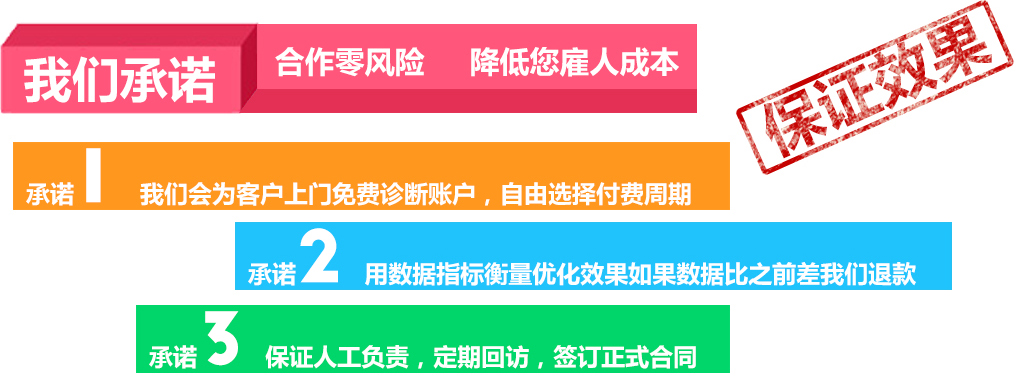 我们承诺 合作零风险 降低您雇人成本
保证效果
承诺1 我们会为客户上门免费诊断账户，自由选择付费周期
承诺2 用数据指标衡量优化效果如果数据比之前差我们退款
承诺3 保证人工负责，定期回访，签订正式合同